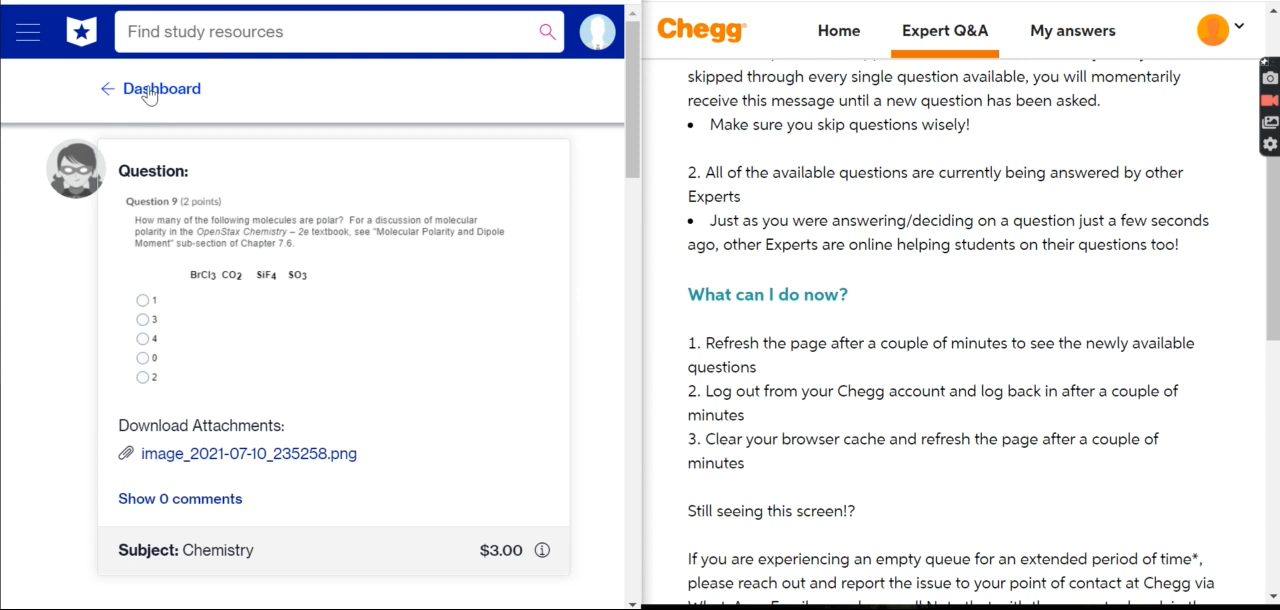 Find study resources
Dashboard
Question:
Question 9 (2 points)
How many of the following molecules are polar? For a discussion of molecular
polarity in the OpenStax Chemistry – 2e textbook, see "Molecular Polarity and Dipole
Moment" sub-section of Chapter 7.6.
BrCl3 CO2 SiF4 SO3
1
3
4
0
2
Download Attachments:
image_2021-07-10_235258.png
Show 0 comments
Subject: Chemistry $3.00
Chegg Home Expert Q&A My answers
skipped through every single question available, you will momentarily
receive this message until a new question has been asked.
• Make sure you skip questions wisely!
2. All of the available questions are currently being answered by other
Experts
• Just as you were answering/deciding on a question just a few seconds
ago, other Experts are online helping students on their questions too!
What can I do now?
1. Refresh the page after a couple of minutes to see the newly available
questions
2. Log out from your Chegg account and log back in after a couple of
minutes
3. Clear your browser cache and refresh the page after a couple of
minutes
Still seeing this screen!?
If you are experiencing an empty queue for an extended period of time*,
please reach out and report the issue to your point of contact at Chegg via